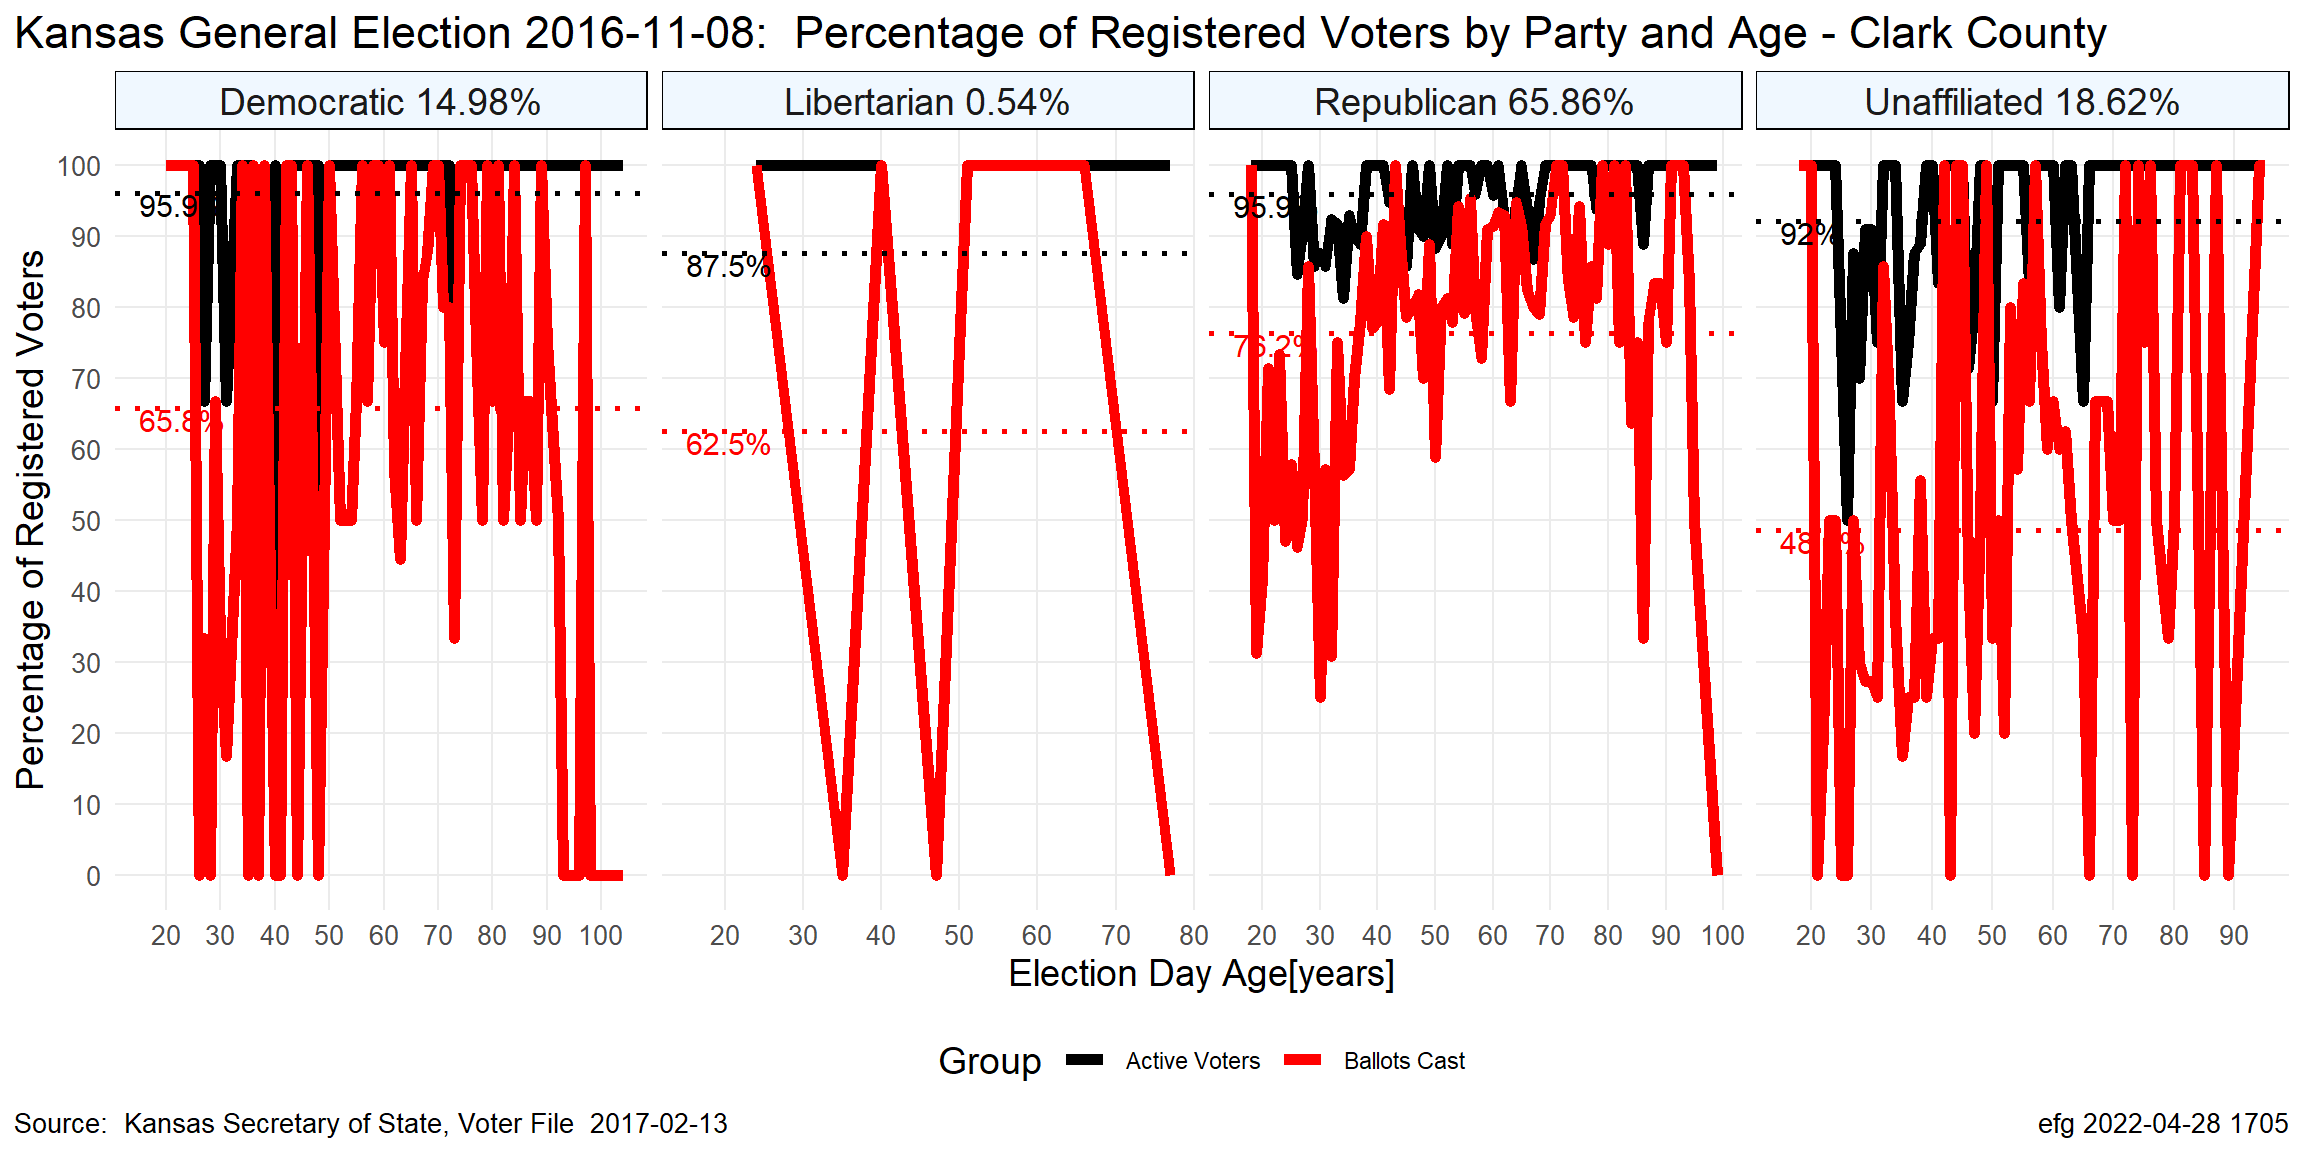 Kansas General Election 2016-11-08:  Percentage of Registered Voters by Party and Age - Clark County
Democratic 14.98%
Libertarian 0.54%
Republican 65.86%
Unaffiliated 18.62%
Percentage of Registered Voters
100
90
80
70
60
50
40
30
20
10
0
65.8%
87.5%
62.5%
76.2%
92%
20 30 40 50 60 70 80 90 100
20 30 40 50 60 70 80
20 30 40 50 60 70 80 90 100
20 30 40 50 60 70 80 90
Election Day Age[years]
Group Active Voters Ballots Cast
Source:  Kansas Secretary of State, Voter File  2017-02-13
efg 2022-04-28 1705